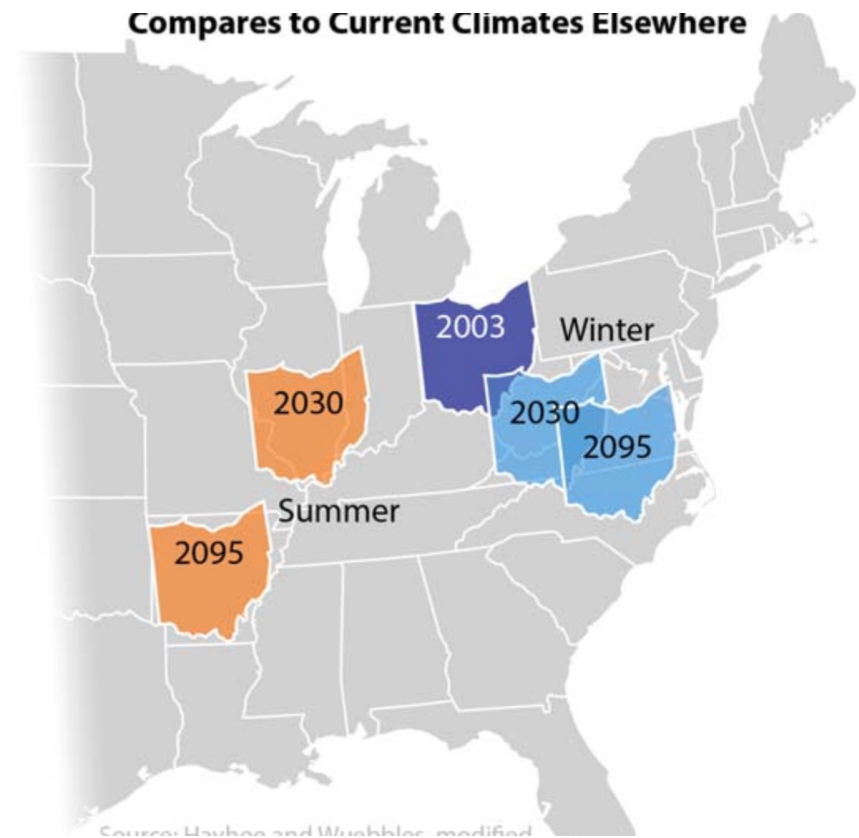 Compares to Current Climates Elsewhere
2003
Winter
2030
2030
2095
Summer
2095
Source: Hayhoe and Wuebbles, modified